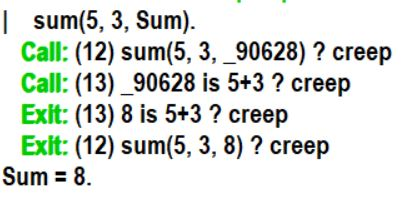 |    sum(5, 3, Sum).
Call: (12) sum(5, 3, _90628) ? creep
Call: (13) _90628 is 5+3 ? creep
Exit: (13) 8 is 5+3 ? creep
Exit: (12) sum(5, 3, 8) ? creep
Sum = 8.